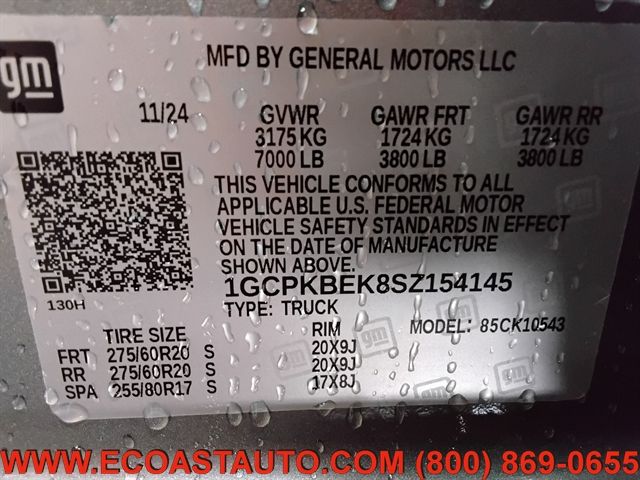 gm
MFD BY GENERAL MOTORS LLC
11/24 GVWR GAWR FRT GAWR RR
3175 KG 1724 KG 1724 KG
7000 LB 3800 LB 3800 LB
THIS VEHICLE CONFORMS TO ALL
APPLICABLE U.S. FEDERAL MOTOR
VEHICLE SAFETY STANDARDS IN EFFECT
ON THE DATE OF MANUFACTURE
SHOWN ABOVE.
1GCPKBEK8SZ154145
130H
TYPE: TRUCK MODEL: 85CK10543
TIRE SIZE RIM
FRT 275/60R20 S 20X9J
RR 275/60R20 S 20X9J
SPA 255/80R17 S 17X8J
WWW.ECOASTAUTO.COM (800) 869-0655